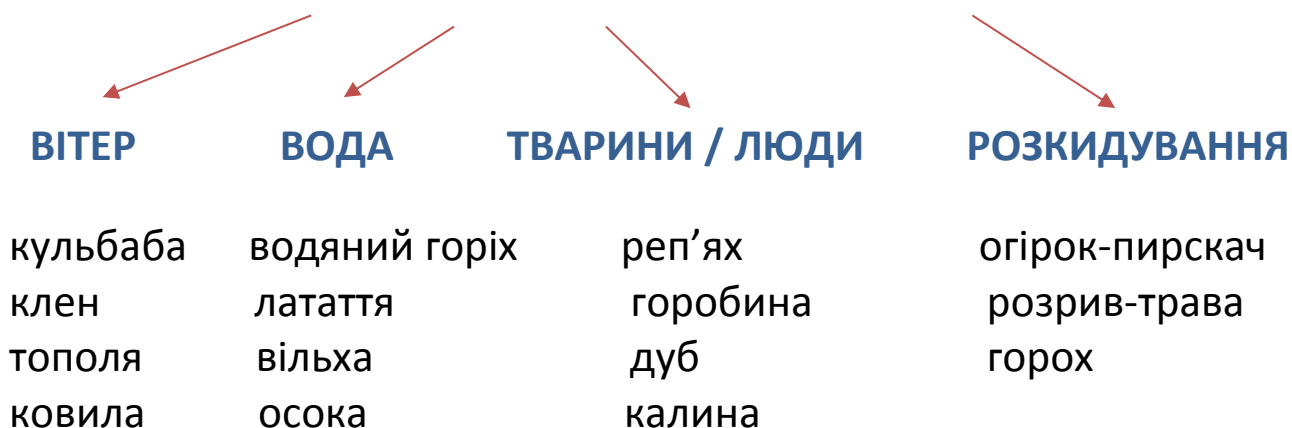 ВІТЕР ВОДА ТВАРИНИ / ЛЮДИ РОЗКИДУВАННЯ
кульбаба водяний горіх реп’ях огірок-пирскач
клен латаття горобина розрив-трава
тополя вільха дуб горох
ковила осока калина